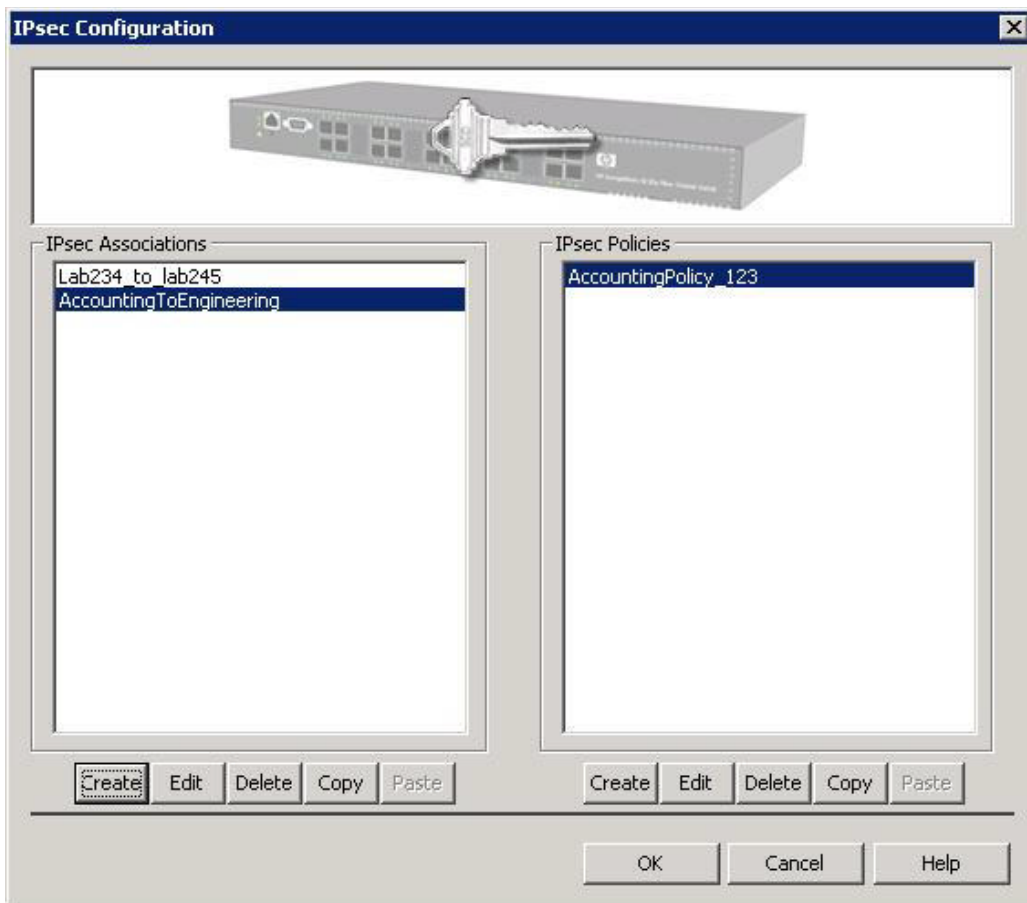 IPsec Configuration
IPsec Associations
Lab234_to_lab245
AccountingToEngineering
IPsec Policies
AccountingPolicy_123
Create Edit Delete Copy Paste
Create Edit Delete Copy Paste
OK Cancel Help